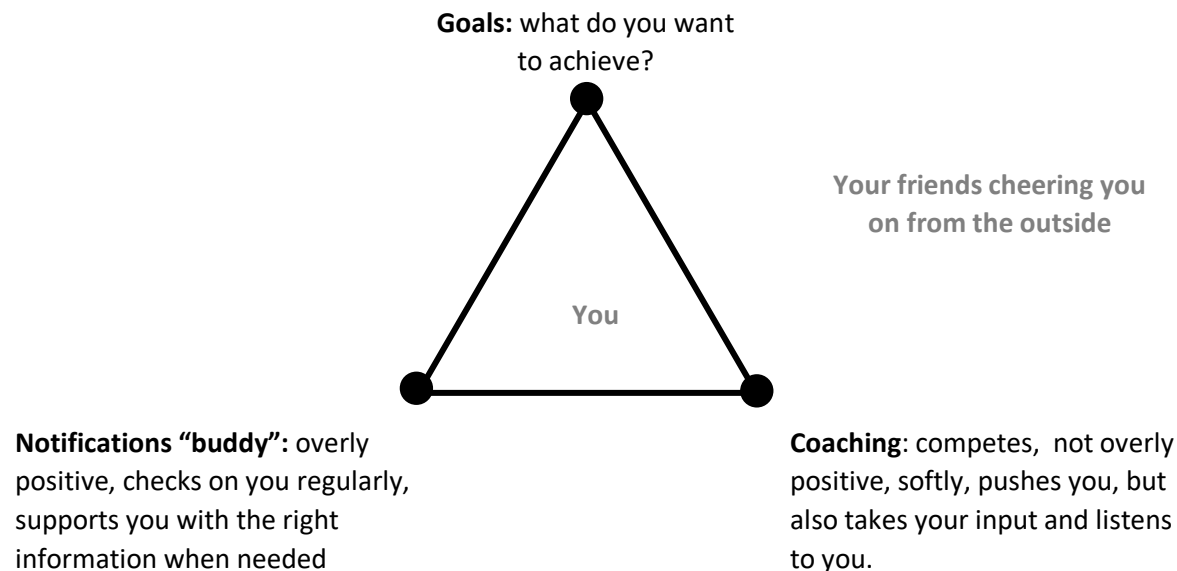 Goals: what do you want
to achieve?
Your friends cheering you
on from the outside
You
Notifications “buddy”: overly
positive, checks on you regularly,
supports you with the right
information when needed
Coaching: competes, not overly
positive, softly, pushes you, but
also takes your input and listens
to you.